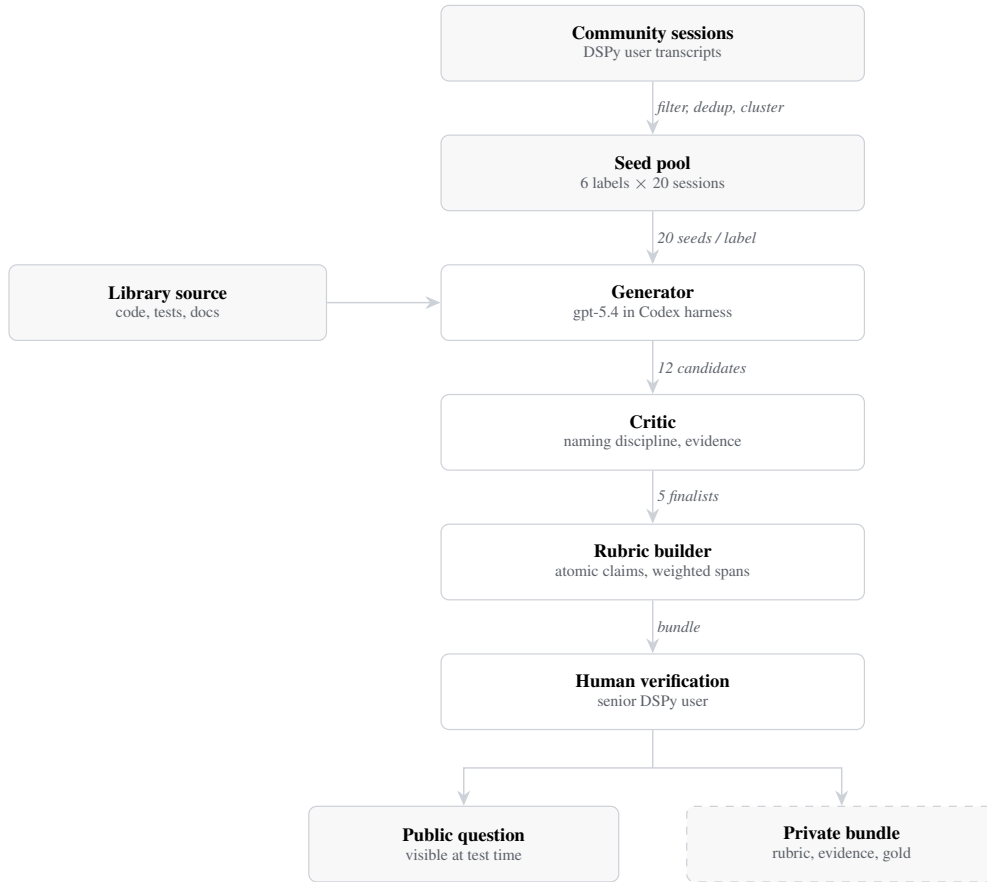 Community sessions
DSPy user transcripts
filter, dedup, cluster
Seed pool
6 labels × 20 sessions
20 seeds / label
Library source
code, tests, docs
Generator
gpt-5.4 in Codex harness
12 candidates
Critic
naming discipline, evidence
5 finalists
Rubric builder
atomic claims, weighted spans
bundle
Human verification
senior DSPy user
Public question
visible at test time
Private bundle
rubric, evidence, gold